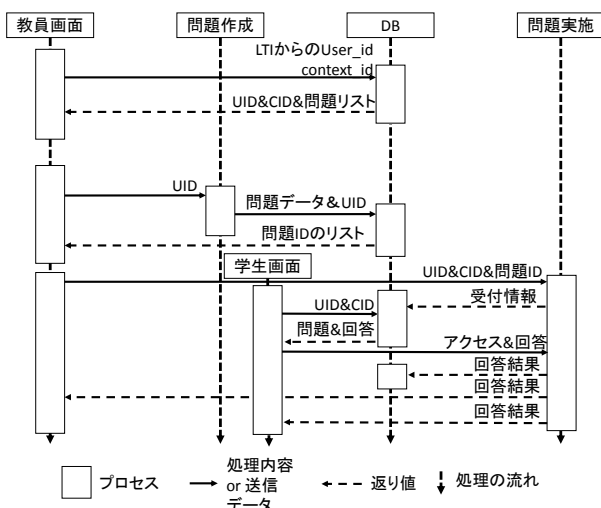 教員画面
問題作成
DB
問題実施
LTIからのUser_id
context_id
UID&CID&問題リスト
UID
問題データ&UID
問題IDのリスト
学生画面
UID&CID&問題ID
UID&CID
受付情報
問題&回答
アクセス&回答
回答結果
回答結果
回答結果
プロセス
処理内容
or 送信
データ
返り値
処理の流れ